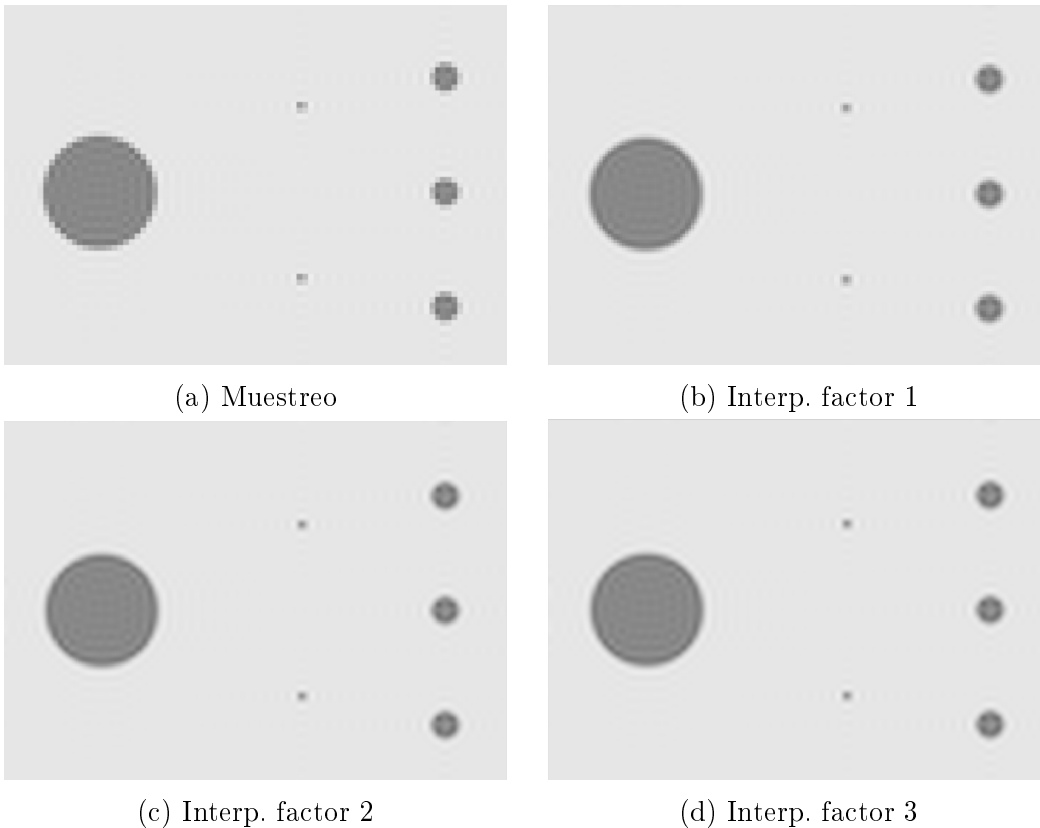 (a) Muestreo
(b) Interp. factor 1
(c) Interp. factor 2
(d) Interp. factor 3